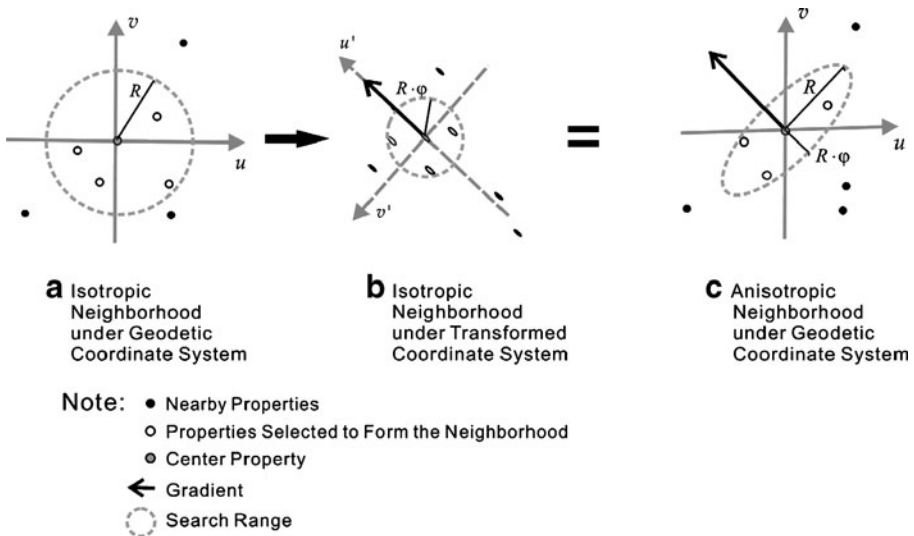 v
R
u
u'
R·φ
v'
v
R
u
R·φ
a Isotropic
Neighborhood
under Geodetic
Coordinate System
b Isotropic
Neighborhood
under Transformed
Coordinate System
c Anisotropic
Neighborhood
under Geodetic
Coordinate System
Note:
Nearby Properties
Properties Selected to Form the Neighborhood
Center Property
Gradient
Search Range